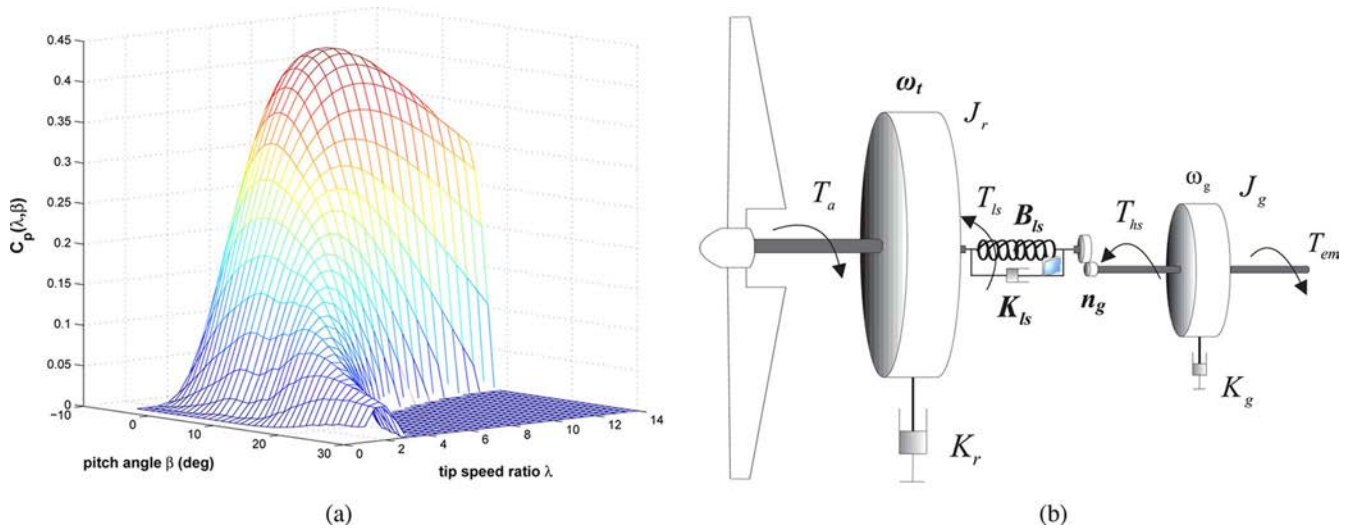 0.45
0.4
0.35
0.3
0.25
0.2
0.15
0.1
0.05
0
C_p(λ,β)
−10
0
10
20
30
pitch angle β (deg)
0
2
4
6
8
10
12
14
tip speed ratio λ
(a)
ω_t
J_r
T_a
T_ls
B_ls
K_ls
K_r
n_g
T_hs
ω_g
J_g
T_em
K_g
(b)